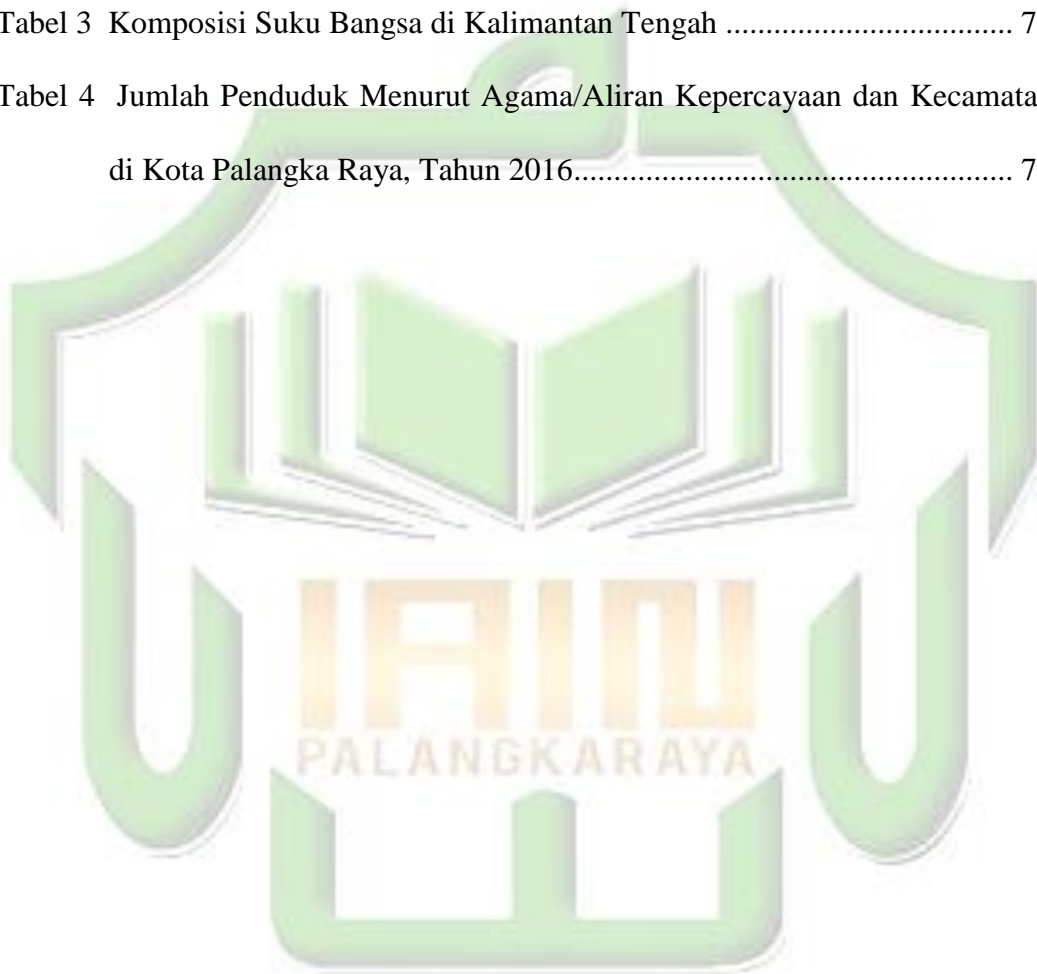 Tabel 3 Komposisi Suku Bangsa di Kalimantan Tengah ................................... 7
Tabel 4 Jumlah Penduduk Menurut Agama/Aliran Kepercayaan dan Kecamata
di Kota Palangka Raya, Tahun 2016...................................................... 7
IAIN
PALANGKARAYA